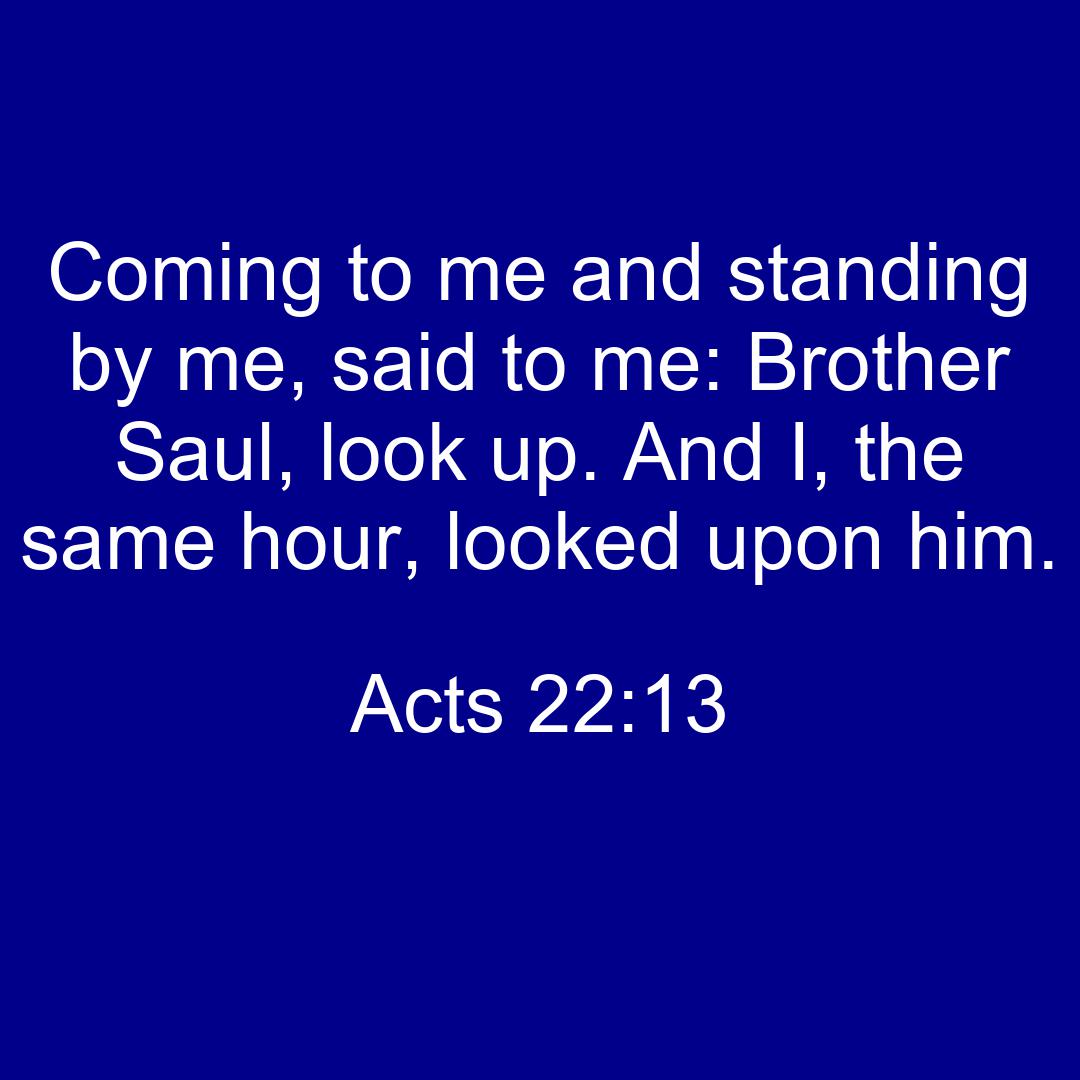 Coming to me and standing
by me, said to me: Brother
Saul, look up. And I, the
same hour, looked upon him.
Acts 22:13